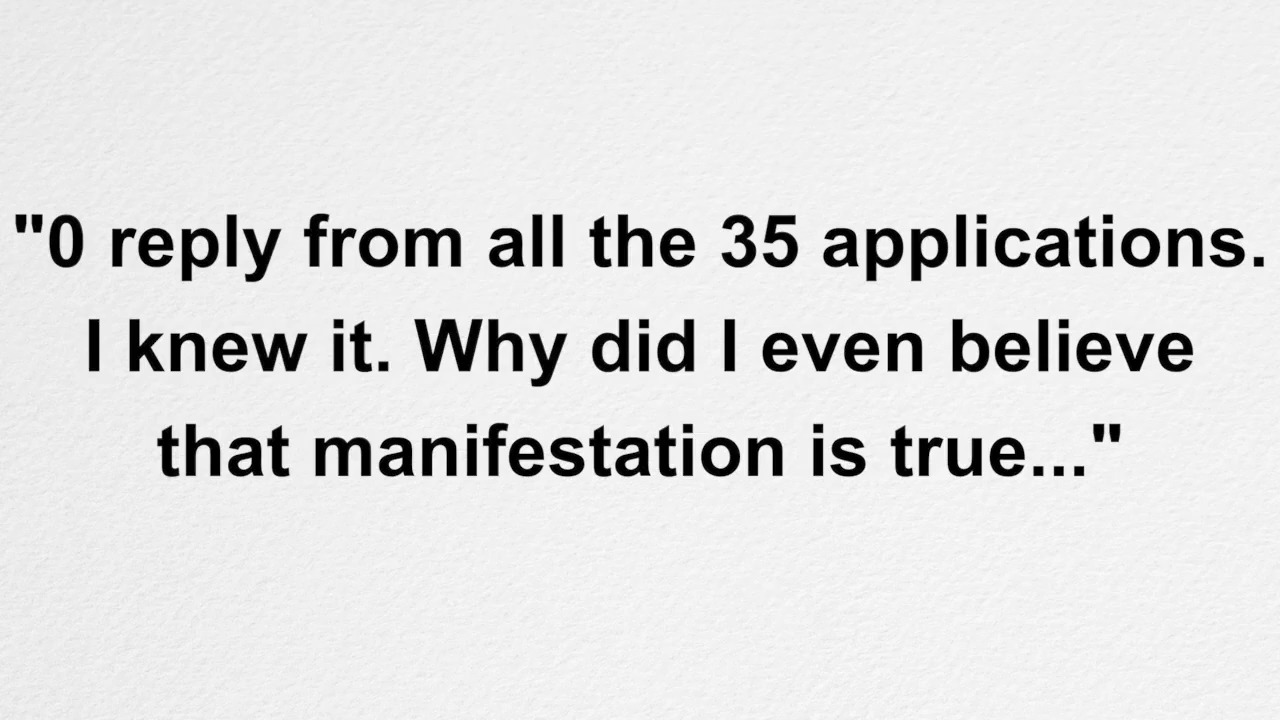 "0 reply from all the 35 applications.
I knew it. Why did I even believe
that manifestation is true..."